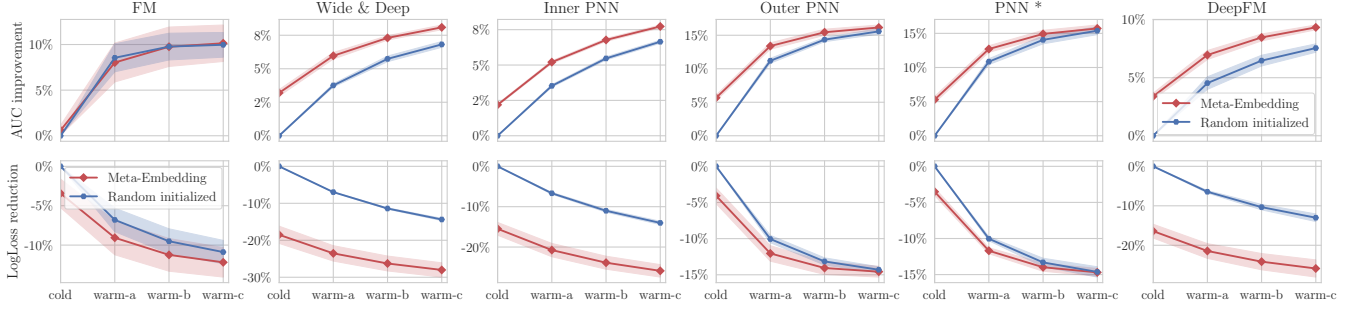 FM
Wide & Deep
Inner PNN
Outer PNN
PNN *
DeepFM
AUC improvement
10%
5%
0%
8%
5%
2%
0%
8%
5%
2%
0%
15%
10%
5%
0%
15%
10%
5%
0%
10%
5%
0%
Meta-Embedding
Random initialized
LogLoss reduction
0%
-5%
-10%
Meta-Embedding
Random initialized
0%
-10%
-20%
-30%
0%
-10%
-20%
0%
-5%
-10%
-15%
0%
-5%
-10%
-15%
0%
-10%
-20%
cold warm-a warm-b warm-c
cold warm-a warm-b warm-c
cold warm-a warm-b warm-c
cold warm-a warm-b warm-c
cold warm-a warm-b warm-c
cold warm-a warm-b warm-c